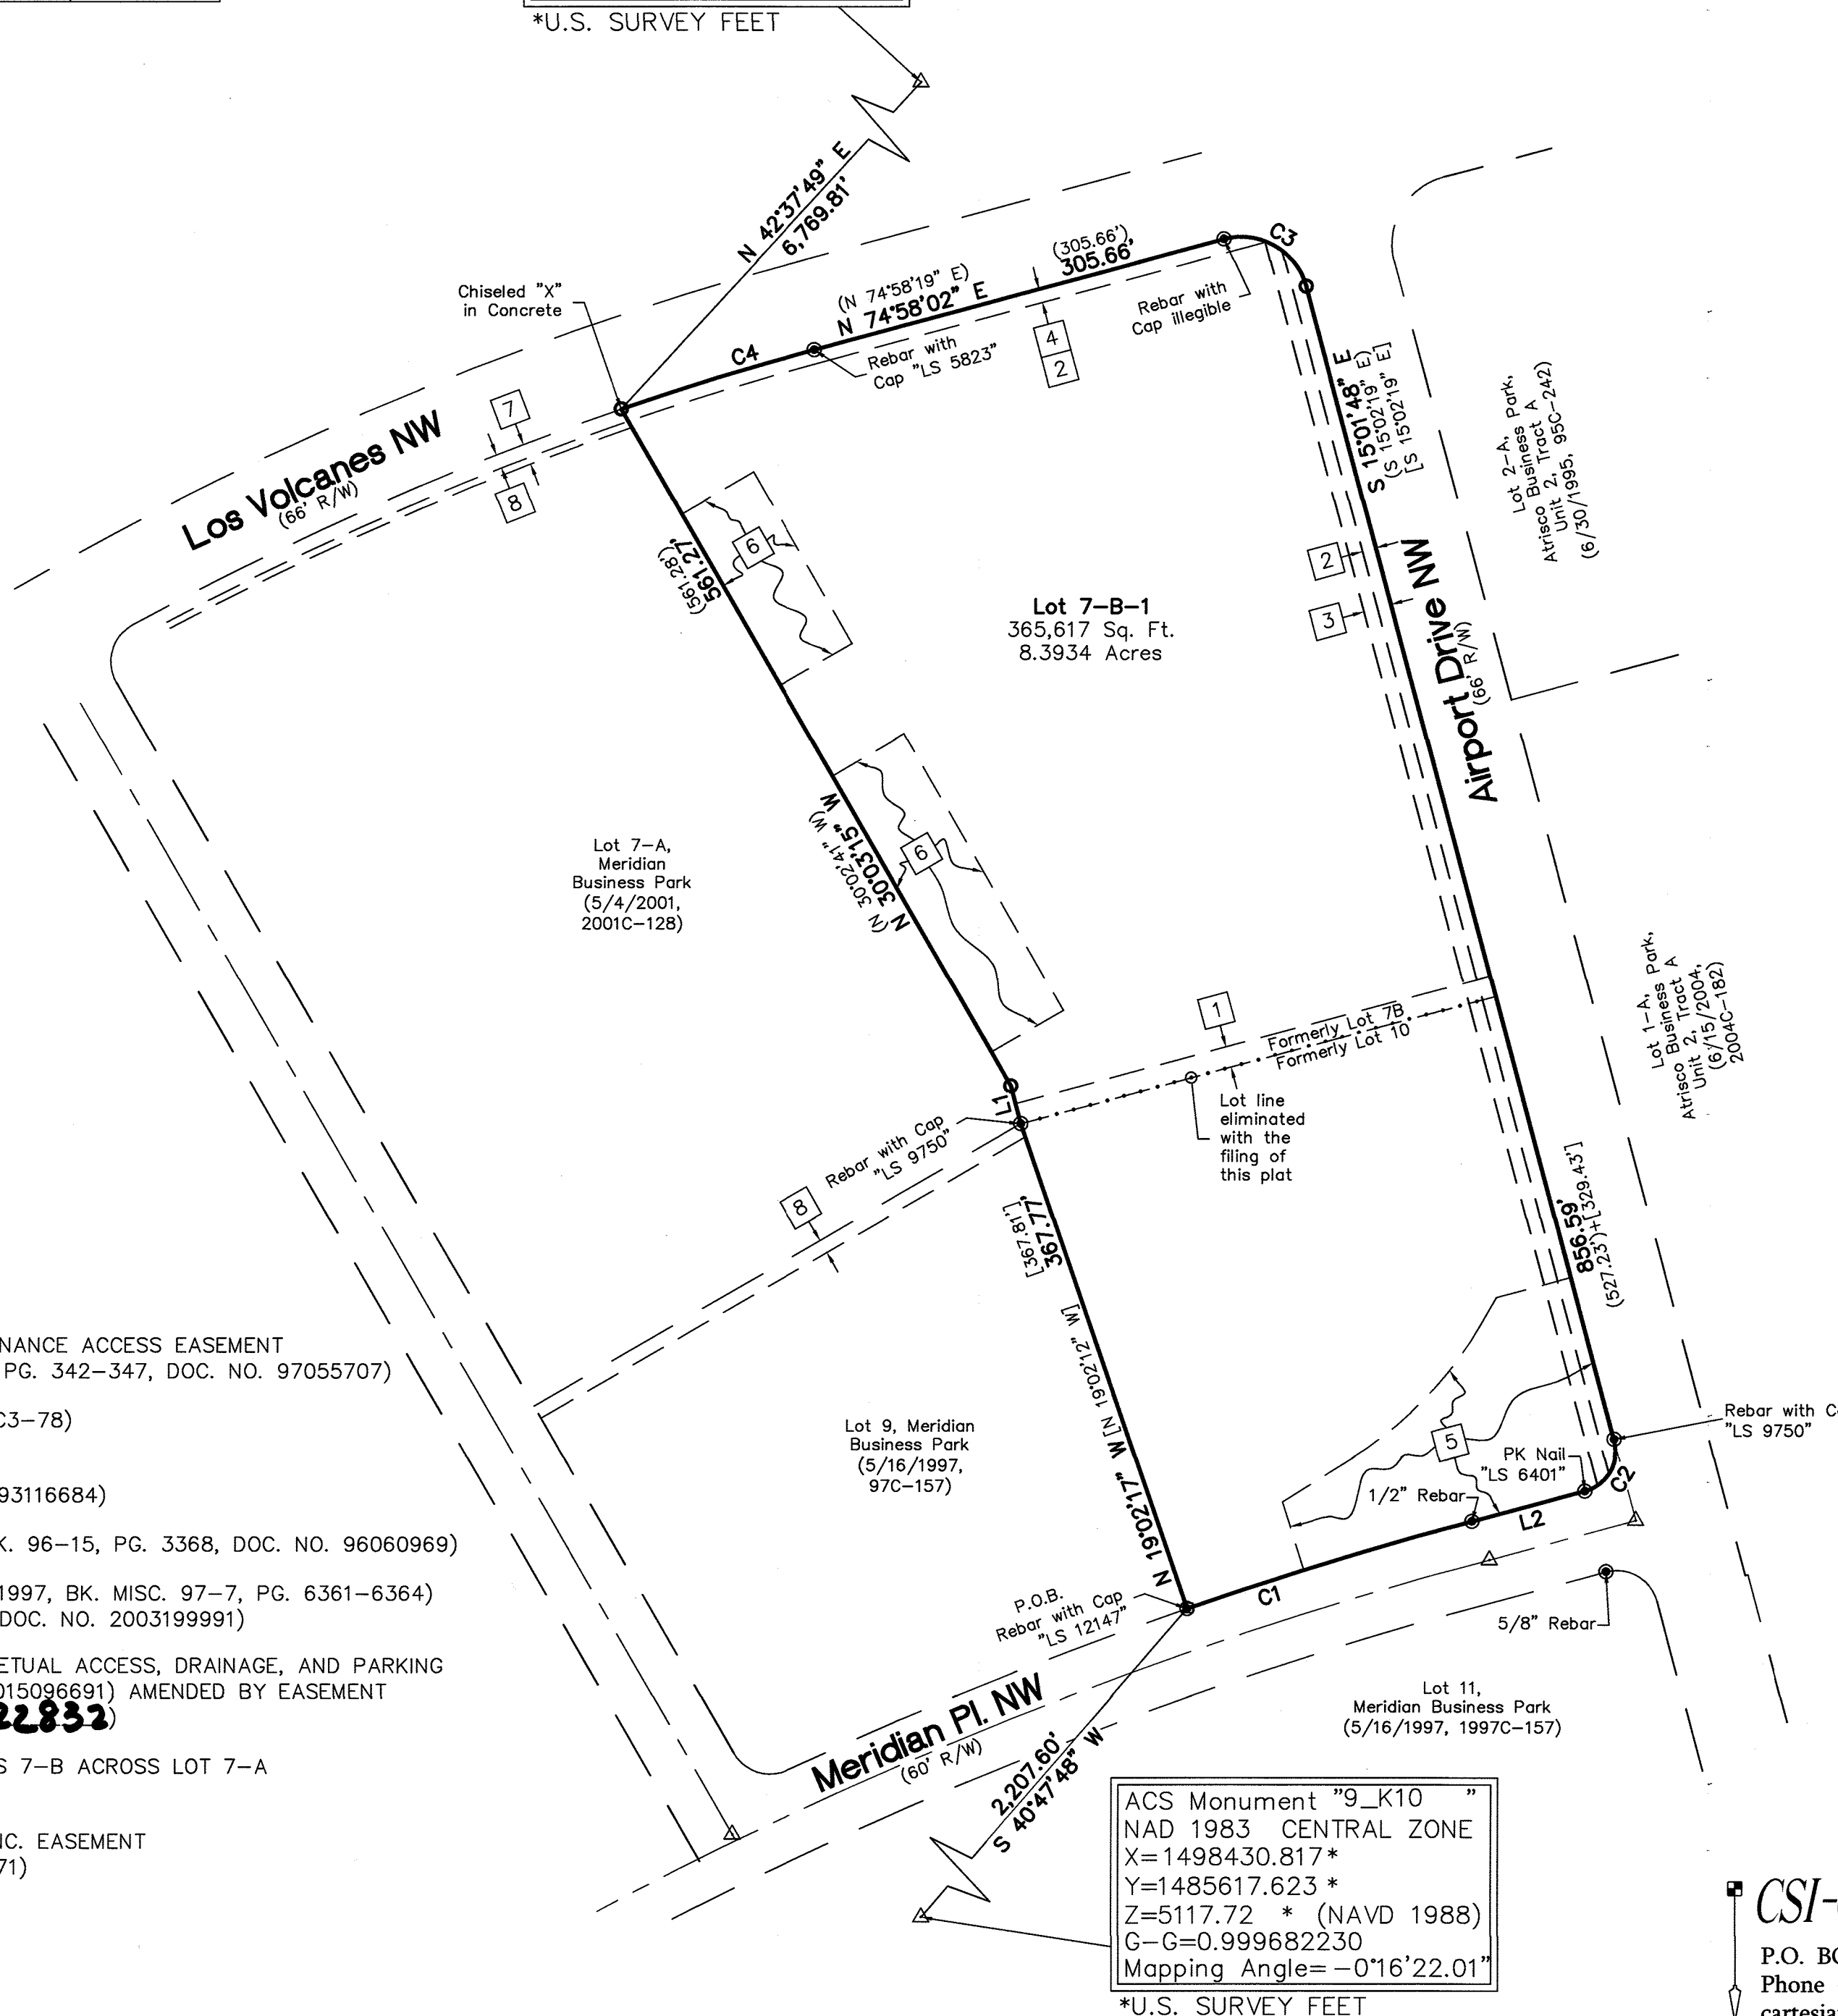 *U.S. SURVEY FEET
N 42°37'49" E
6,769.81'
Chiseled "X"
in Concrete
C4
(N 74°58'19" E)
N 74°58'02" E
(305.66')
305.66'
C3
Rebar with
Cap "LS 5823"
4
2
Rebar with
Cap illegible
7
8
Los Volcanes NW
(66' R/W)
S 15°01'48" E
(S 15°02'19" E)
[S 15°02'19" E]
Lot 2-A,
Atrisco Business Park,
Unit 2, Tract A
(6/30/1995, 95C-242)
6
561.27'
(561.28')
2
3
Airport Drive NW
(66' R/W)
Lot 7-B-1
365,617 Sq. Ft.
8.3934 Acres
6
N 30°03'15" W
(N 30°02'41" W)
Lot 7-A,
Meridian
Business Park
(5/4/2001,
2001C-128)
1
Formerly Lot 7B
Formerly Lot 10
Lot 1-A,
Atrisco Business Park,
Unit 2, Tract A
(6/15/2004,
2004C-182)
L1
Rebar with Cap
"LS 9750"
Lot line
eliminated
with the
filing of
this plat
8
367.77'
[367.81']
N 19°02'17" W [N 19°02'12" W]
856.59'
(527.23')+[329.43']
Lot 9, Meridian
Business Park
(5/16/1997,
97C-157)
5
PK Nail
"LS 6401"
1/2" Rebar
Rebar with C
"LS 9750"
C2
L2
C1
P.O.B.
Rebar with Cap
"LS 12147"
5/8" Rebar
Meridian Pl. NW
(60' R/W)
2,207.60'
S 40°47'48" W
Lot 11,
Meridian Business Park
(5/16/1997, 1997C-157)
NANCE ACCESS EASEMENT
PG. 342-347, DOC. NO. 97055707)
C3-78)
93116684)
K. 96-15, PG. 3368, DOC. NO. 96060969)
1997, BK. MISC. 97-7, PG. 6361-6364)
DOC. NO. 2003199991)
ETUAL ACCESS, DRAINAGE, AND PARKING
015096691) AMENDED BY EASEMENT
22832)
S 7-B ACROSS LOT 7-A
NC. EASEMENT
71)
ACS Monument "9_K10 "
NAD 1983 CENTRAL ZONE
X=1498430.817*
Y=1485617.623 *
Z=5117.72 * (NAVD 1988)
G-G=0.999682230
Mapping Angle= -0°16'22.01"
*U.S. SURVEY FEET
CSI-
P.O. BO
Phone
cartesia